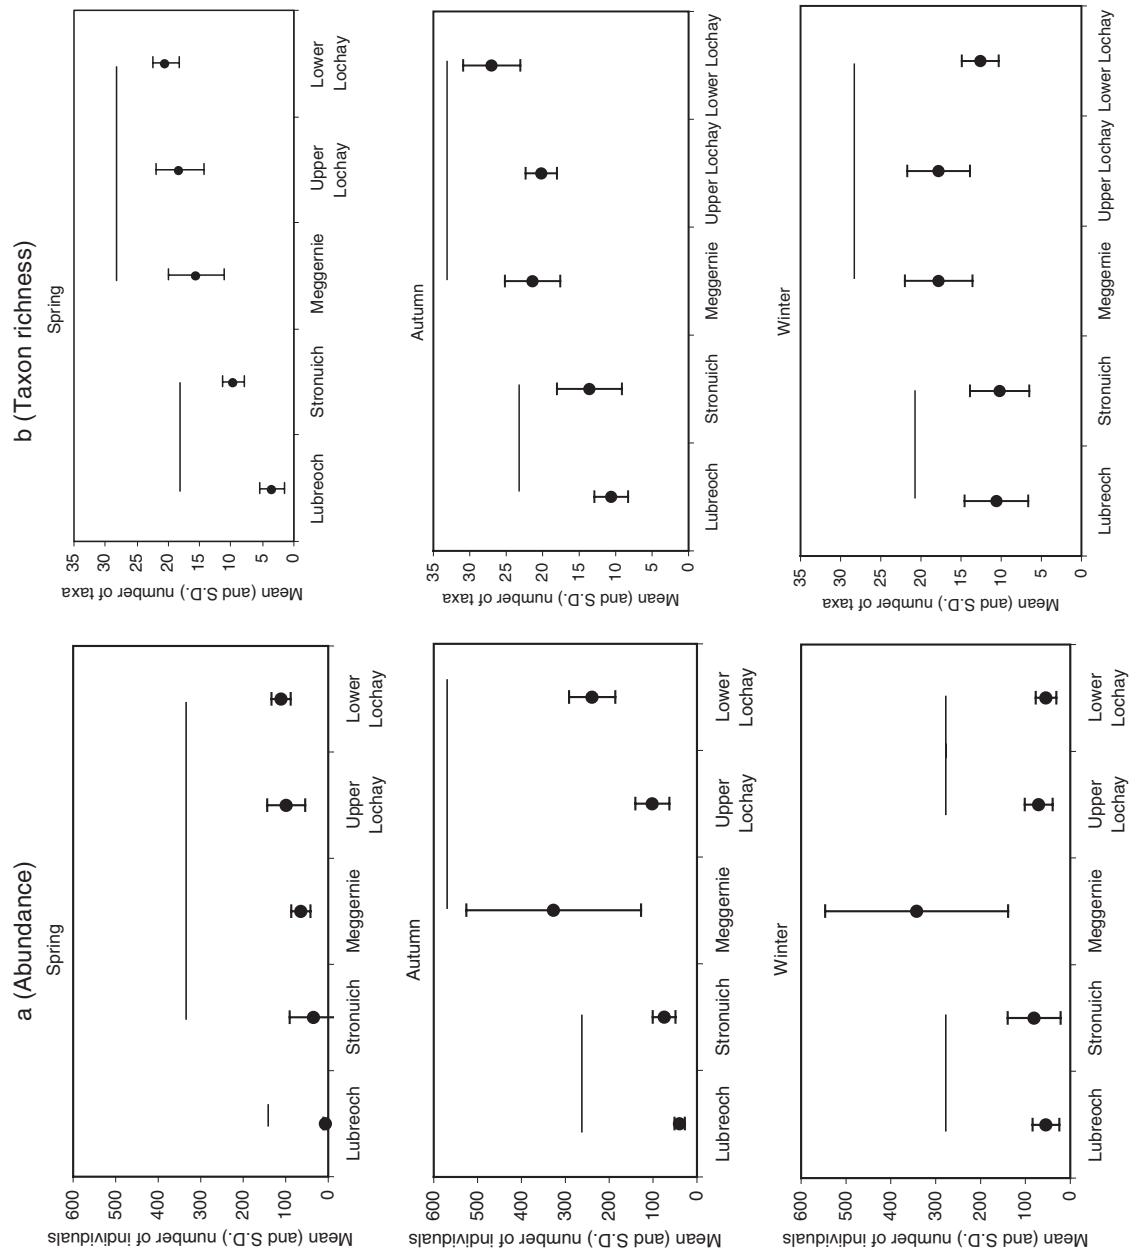 a (Abundance)
Spring
Mean (and S.D.) number of individuals
600
500
400
300
200
100
0
Lubreoch
Stronuich
Meggernie
Upper
Lochay
Lower
Lochay
Autumn
Mean (and S.D.) number of individuals
600
500
400
300
200
100
0
Lubreoch
Stronuich
Meggernie
Upper
Lochay
Lower
Lochay
Winter
Mean (and S.D.) number of individuals
600
500
400
300
200
100
0
Lubreoch
Stronuich
Meggernie
Upper
Lochay
Lower
Lochay
b (Taxon richness)
Spring
Mean (and S.D.) number of taxa
35
30
25
20
15
10
5
0
Lubreoch
Stronuich
Meggernie
Upper
Lochay
Lower
Lochay
Autumn
Mean (and S.D.) number of taxa
35
30
25
20
15
10
5
0
Lubreoch
Stronuich
Meggernie
Upper Lochay
Lower Lochay
Winter
Mean (and S.D.) number of taxa
35
30
25
20
15
10
5
0
Lubreoch
Stronuich
Meggernie
Upper Lochay
Lower Lochay